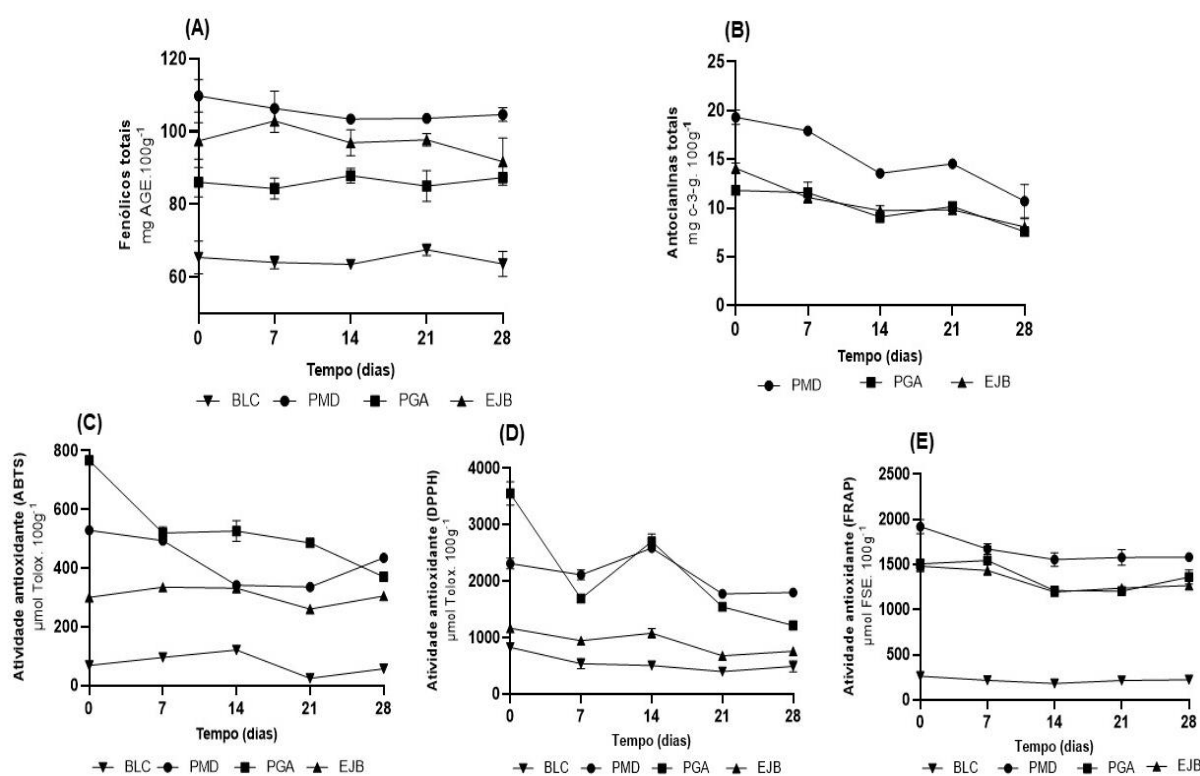 (A)
Fenólicos totais
mg AGE.100g⁻¹
120
100
80
60
0 7 14 21 28
Tempo (dias)
BLC PMD PGA EJB
(B)
Antocianinas totais
mg c-3-g. 100g⁻¹
25
20
15
10
5
0
0 7 14 21 28
Tempo (dias)
PMD PGA EJB
(C)
Atividade antioxidante (ABTS)
µmol Tolox. 100g⁻¹
800
600
400
200
0
0 7 14 21 28
Tempo (dias)
BLC PMD PGA EJB
(D)
Atividade antioxidante (DPPH)
µmol Tolox. 100g⁻¹
4000
3000
2000
1000
0
0 7 14 21 28
Tempo (dias)
BLC PMD PGA EJB
(E)
Atividade antioxidante (FRAP)
µmol FSE. 100g⁻¹
2500
2000
1500
1000
500
0
0 7 14 21 28
Tempo (dias)
BLC PMD PGA EJB